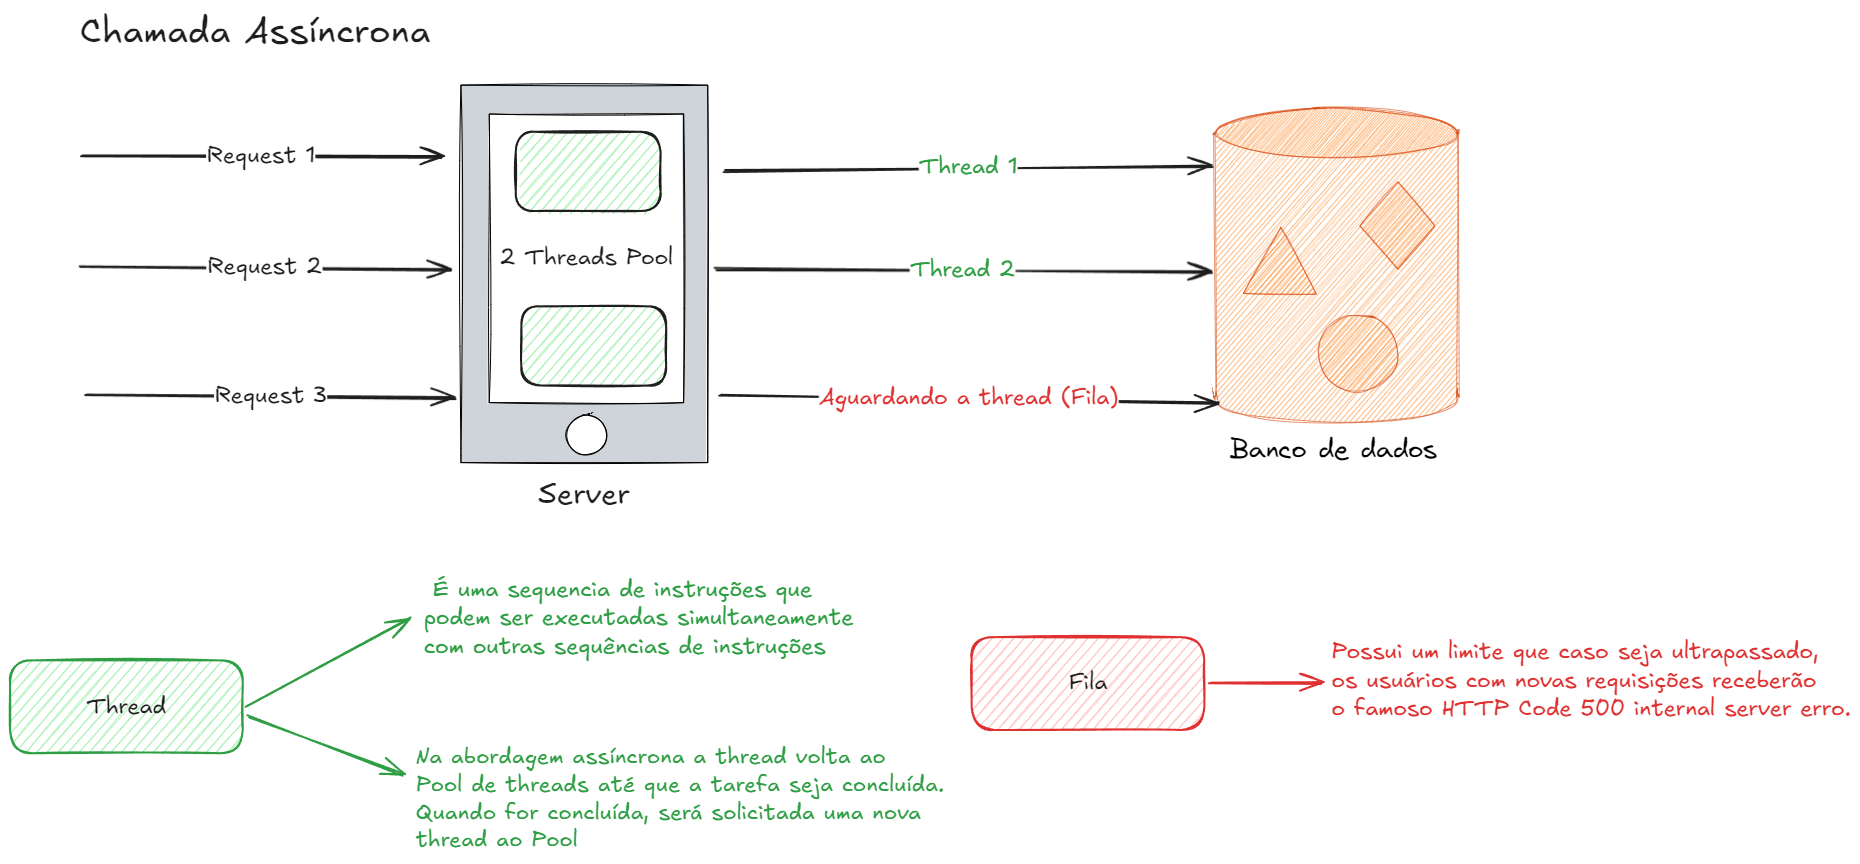 Chamada Assíncrona
Request 1
Thread 1
2 Threads Pool
Request 2
Thread 2
Request 3
Aguardando a thread (Fila)
Banco de dados
Server
É uma sequencia de instruções que
podem ser executadas simultaneamente
com outras sequências de instruções
Thread
Na abordagem assíncrona a thread volta ao
Pool de threads até que a tarefa seja concluída.
Quando for concluída, será solicitada uma nova
thread ao Pool
Fila
Possui um limite que caso seja ultrapassado,
os usuários com novas requisições receberão
o famoso HTTP Code 500 internal server erro.